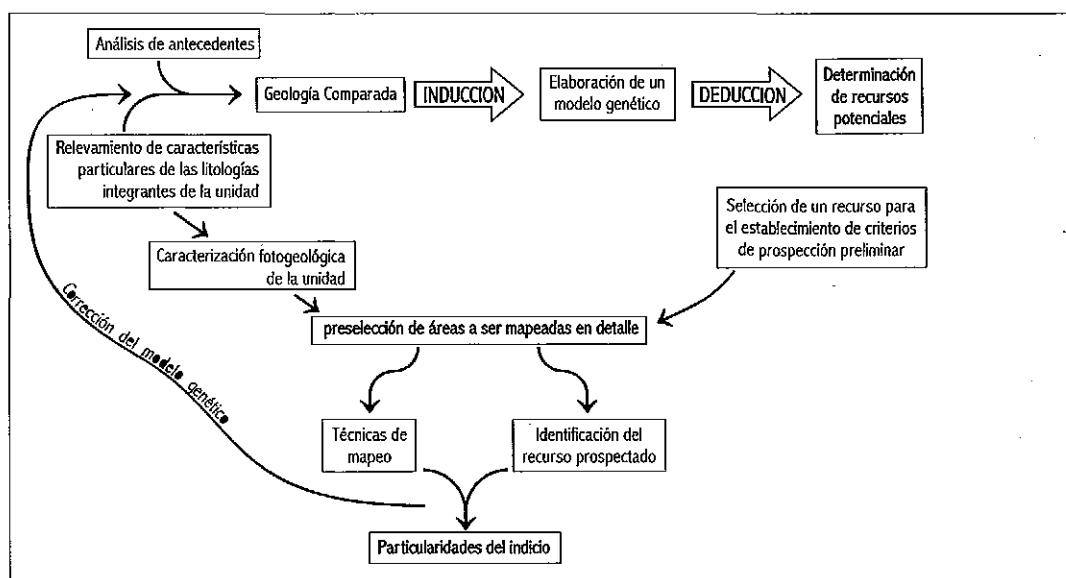 Análisis de antecedentes
Geología Comparada
INDUCCION
Elaboración de un
modelo genético
DEDUCCION
Determinación
de recursos
potenciales
Relevamiento de características
particulares de las litologías
integrantes de la unidad
Selección de un recurso para
el establecimiento de criterios
de prospección preliminar
Caracterización fotogeológica
de la unidad
Corrección del modelo genético
preselección de áreas a ser mapeadas en detalle
Técnicas de
mapeo
Identificación del
recurso prospectado
Particularidades del indicio